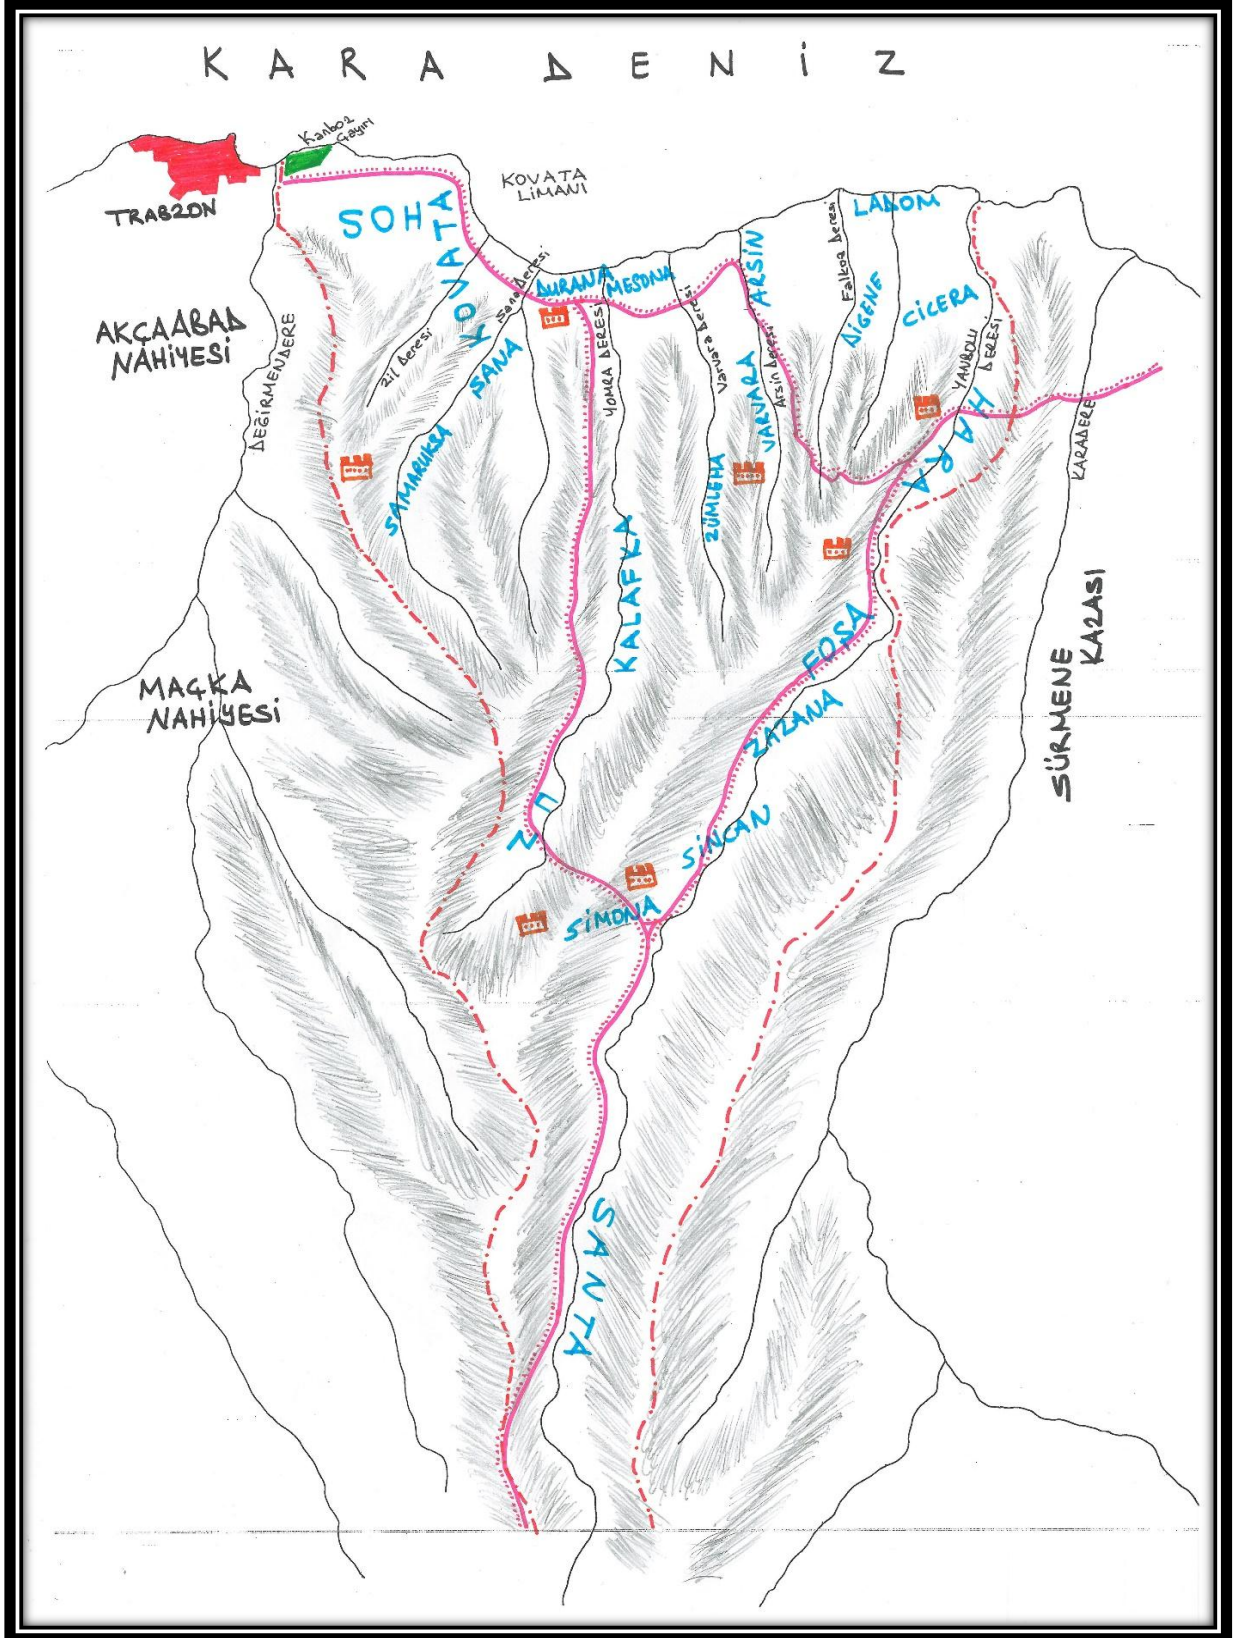 KARA DENİZ
Kanboz
Çayırı
TRABZON
KOVATA
LİMANI
SOH
KOVATA
LADOM
ARSİN
Falkoz Deresi
Sana Deresi
DURANA
MESONA
DİGENE
CİCERA
AKÇAABAD
NAHİYESİ
DEĞİRMENDERE
Zil Deresi
SANA
YOMRA DERESİ
Varvara Deresi
VARVARA
Arsin Deresi
YANBOLU
DERESİ
HARA
KARADERE
SAMARUKSA
ZÜMLEHA
KALAFKA
FOSA
SÜRMENE
KAZASI
MAÇKA
NAHİYESİ
ZAZANA
SİNCAN
SİMONA
SANTA